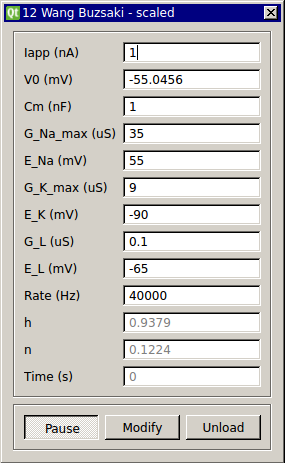 Qt 12 Wang Buzsaki - scaled
Iapp (nA) 1
V0 (mV) -55.0456
Cm (nF) 1
G_Na_max (uS) 35
E_Na (mV) 55
G_K_max (uS) 9
E_K (mV) -90
G_L (uS) 0.1
E_L (mV) -65
Rate (Hz) 40000
h 0.9379
n 0.1224
Time (s) 0
Pause Modify Unload